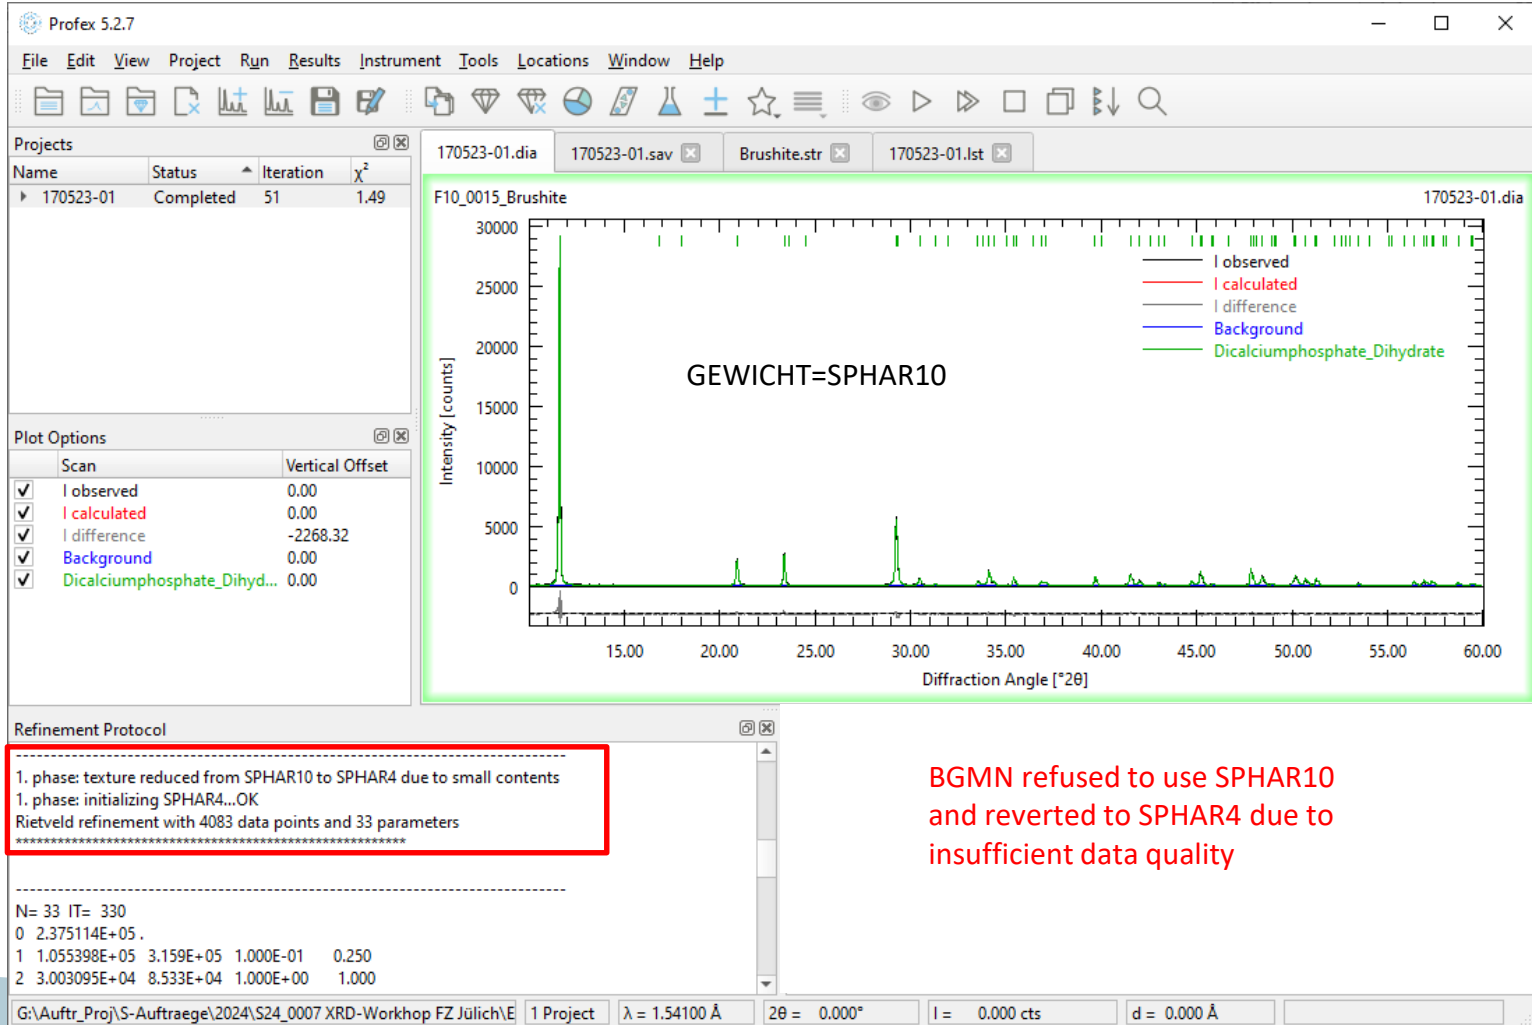 Profex 5.2.7
File Edit View Project Run Results Instrument Tools Locations Window Help
Projects
Name Status Iteration χ²
170523-01 Completed 51 1.49
Plot Options
Scan Vertical Offset
I observed 0.00
I calculated 0.00
I difference -2268.32
Background 0.00
Dicalciumphosphate_Dihyd... 0.00
170523-01.dia 170523-01.sav Brushite.str 170523-01.lst
F10_0015_Brushite 170523-01.dia
30000
25000
20000
15000
10000
5000
0
Intensity [counts]
I observed
I calculated
I difference
Background
Dicalciumphosphate_Dihydrate
GEWICHT=SPHAR10
15.00 20.00 25.00 30.00 35.00 40.00 45.00 50.00 55.00 60.00
Diffraction Angle [°2θ]
Refinement Protocol
--------------------------------------------------------------------------------
1. phase: texture reduced from SPHAR10 to SPHAR4 due to small contents
1. phase: initializing SPHAR4...OK
Rietveld refinement with 4083 data points and 33 parameters
*******************************************************
--------------------------------------------------------------------------------
N= 33 IT= 330
0 2.375114E+05 .
1 1.055398E+05 3.159E+05 1.000E-01 0.250
2 3.003095E+04 8.533E+04 1.000E+00 1.000
BGMN refused to use SPHAR10
and reverted to SPHAR4 due to
insufficient data quality
G:\Auftr_Proj\S-Auftraege\2024\S24_0007 XRD-Workhop FZ Jülich\E 1 Project λ = 1.54100 Å 2θ = 0.000° I = 0.000 cts d = 0.000 Å